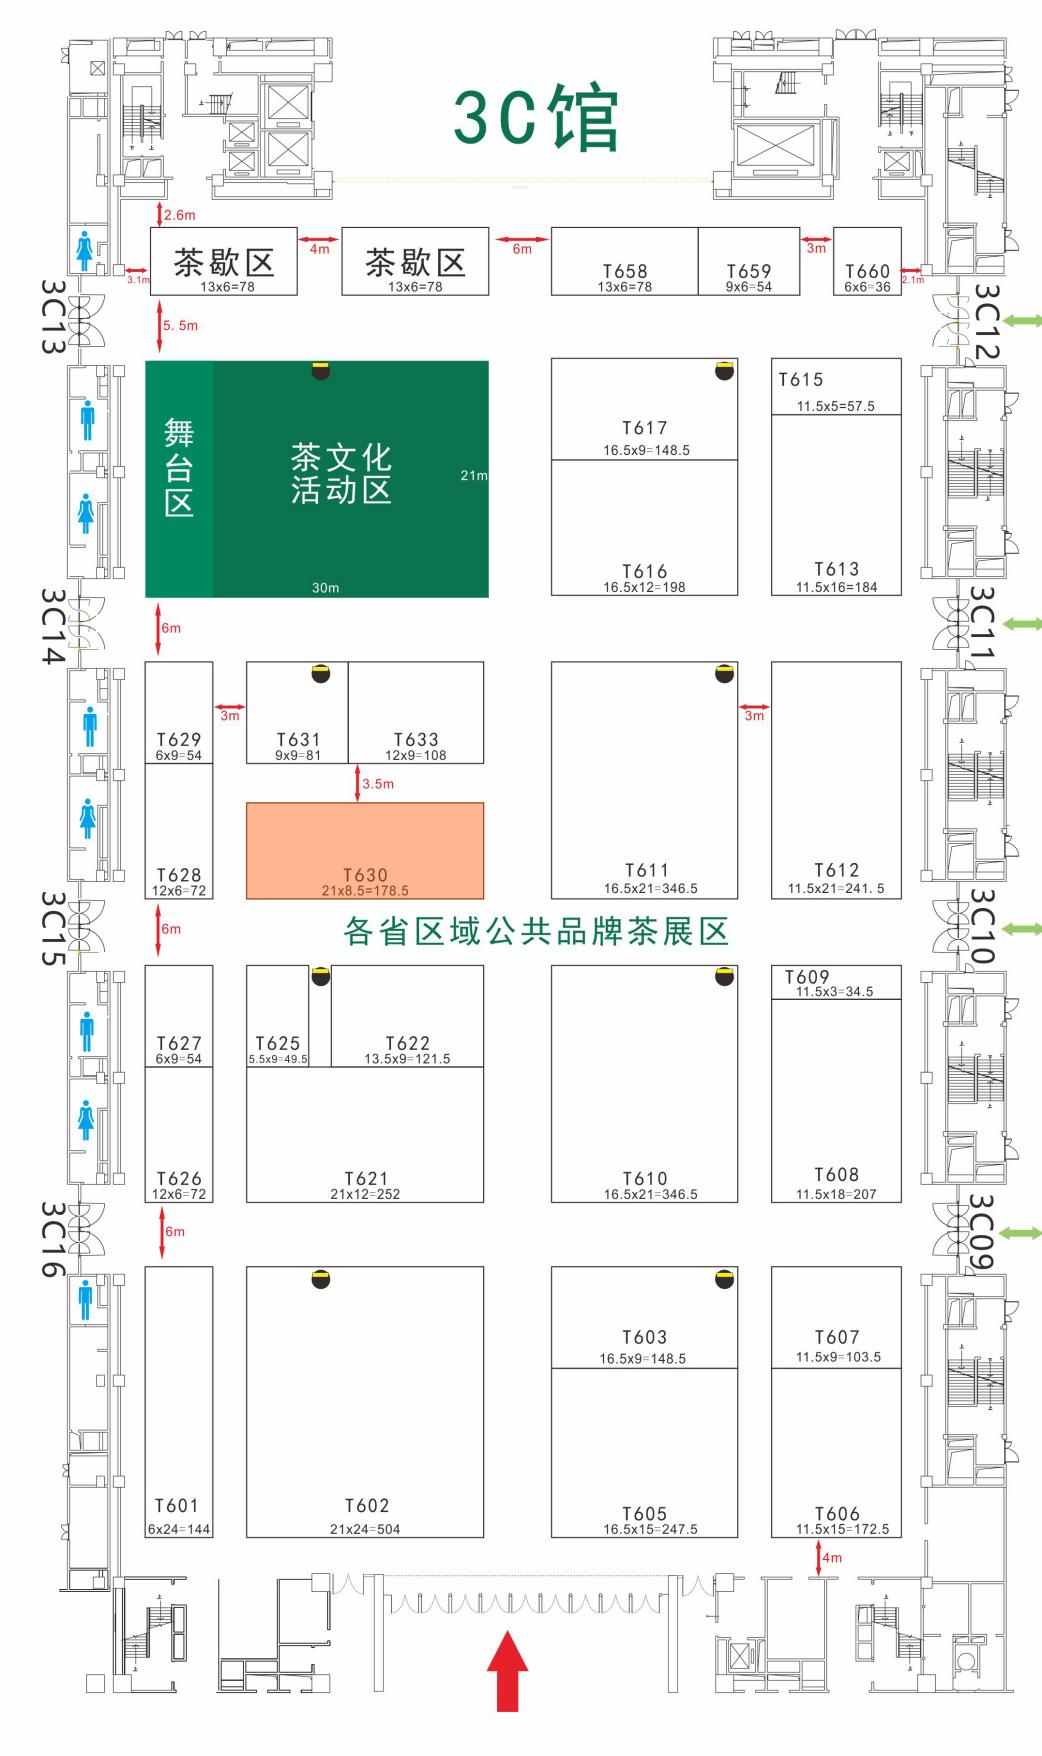 3C馆
2.6m
茶歇区
13x6=78
4m
茶歇区
13x6=78
6m
T658
13x6=78
T659
9x6=54
3m
T660
6x6=36
3.1m
2.1m
3C13
3C12
5.5m
舞台区
茶文化
活动区
21m
30m
T617
16.5x9=148.5
T615
11.5x5=57.5
T616
16.5x12=198
T613
11.5x16=184
3C14
3C11
6m
T629
6x9=54
3m
T631
9x9=81
T633
12x9=108
3m
3.5m
T628
12x6=72
T630
21x8.5=178.5
T611
16.5x21=346.5
T612
11.5x21=241.5
3C15
3C10
6m
各省区域公共品牌茶展区
T627
6x9=54
T625
5.5x9=49.5
T622
13.5x9=121.5
T609
11.5x3=34.5
T626
12x6=72
T621
21x12=252
T610
16.5x21=346.5
T608
11.5x18=207
3C16
3C09
6m
T603
16.5x9=148.5
T607
11.5x9=103.5
T601
6x24=144
T602
21x24=504
T605
16.5x15=247.5
T606
11.5x15=172.5
4m